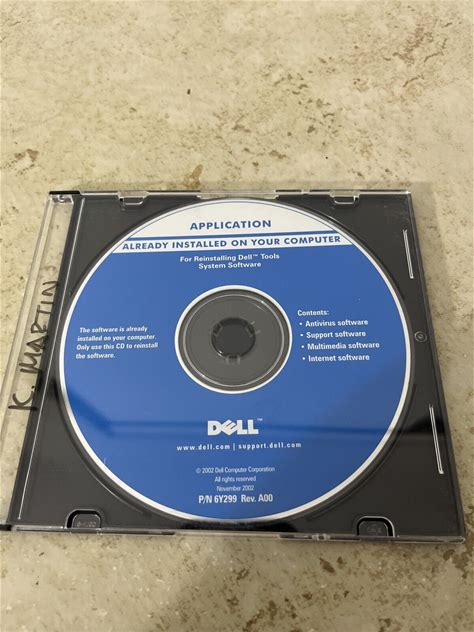 APPLICATION
ALREADY INSTALLED ON YOUR COMPUTER
For Reinstalling Dell™ Tools
System Software
The software is already
installed on your computer.
Only use this CD to reinstall
the software.
Contents:
• Antivirus software
• Support software
• Multimedia software
• Internet software
DELL™
www.dell.com | support.dell.com
© 2002 Dell Computer Corporation
All rights reserved
November 2002
P/N 6Y299 Rev. A00
K. MARTIN